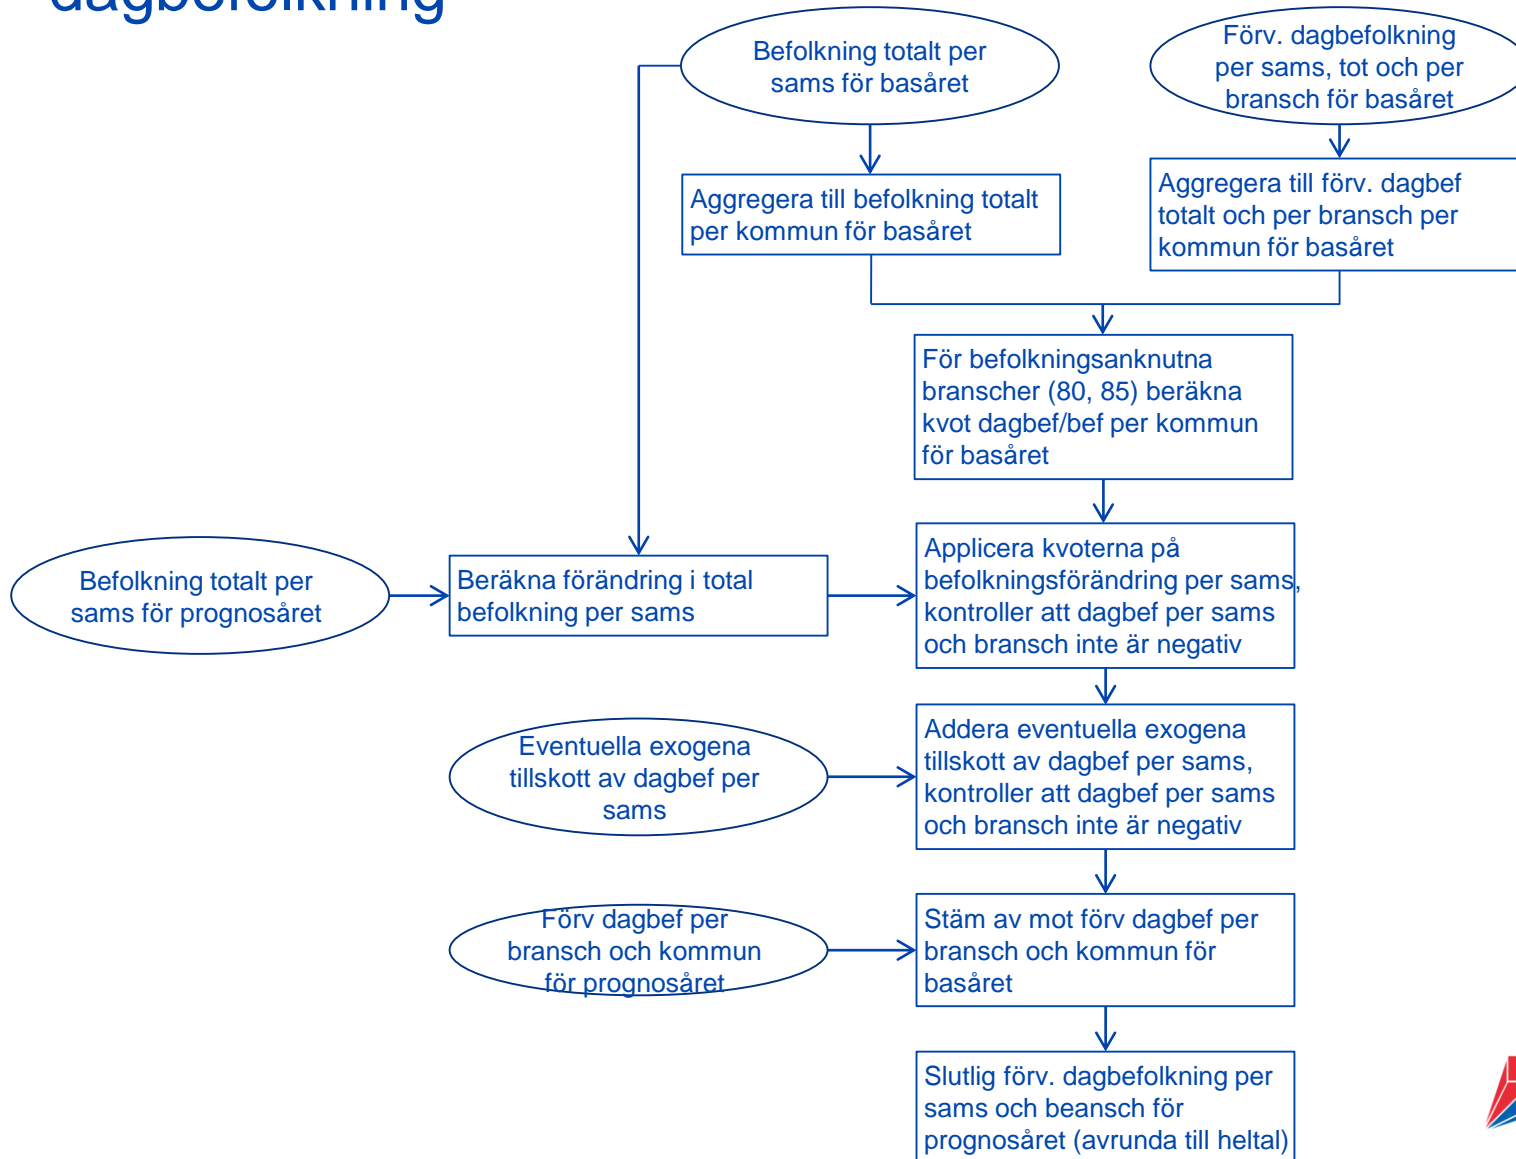 dagbefolkning
Befolkning totalt per
sams för basåret
Förv. dagbefolkning
per sams, tot och per
bransch för basåret
Aggregera till befolkning totalt
per kommun för basåret
Aggregera till förv. dagbef
totalt och per bransch per
kommun för basåret
För befolkningsanknutna
branscher (80, 85) beräkna
kvot dagbef/bef per kommun
för basåret
Befolkning totalt per
sams för prognosåret
Beräkna förändring i total
befolkning per sams
Applicera kvoterna på
befolkningsförändring per sams,
kontroller att dagbef per sams
och bransch inte är negativ
Eventuella exogena
tillskott av dagbef per
sams
Addera eventuella exogena
tillskott av dagbef per sams,
kontroller att dagbef per sams
och bransch inte är negativ
Förv dagbef per
bransch och kommun
för prognosåret
Stäm av mot förv dagbef per
bransch och kommun för
basåret
Slutlig förv. dagbefolkning per
sams och beansch för
prognosåret (avrunda till heltal)